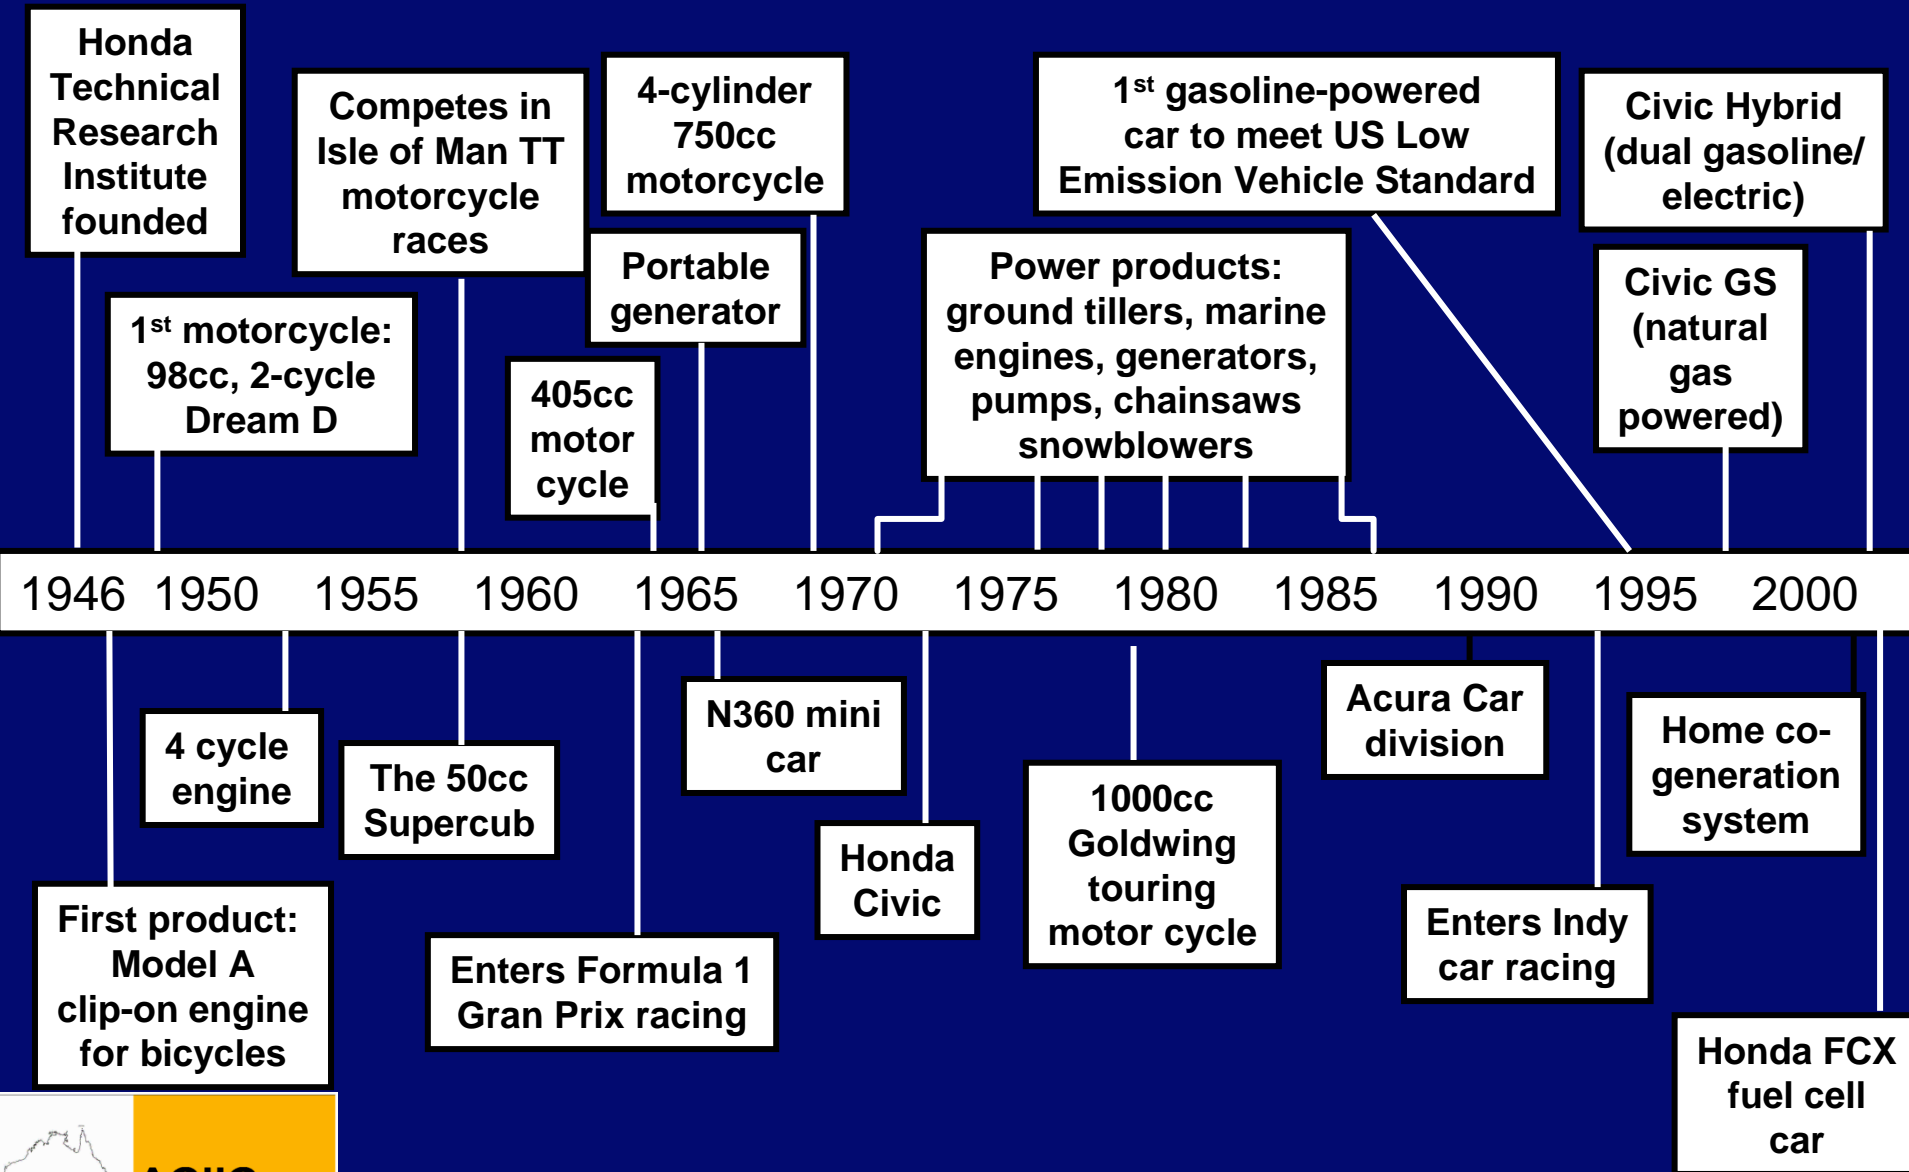 Honda
Technical
Research
Institute
founded
1st motorcycle:
98cc, 2-cycle
Dream D
Competes in
Isle of Man TT
motorcycle
races
405cc
motor
cycle
Portable
generator
4-cylinder
750cc
motorcycle
Power products:
ground tillers, marine
engines, generators,
pumps, chainsaws
snowblowers
1st gasoline-powered
car to meet US Low
Emission Vehicle Standard
Civic GS
(natural
gas
powered)
Civic Hybrid
(dual gasoline/
electric)
1946 1950 1955 1960 1965 1970 1975 1980 1985 1990 1995 2000
First product:
Model A
clip-on engine
for bicycles
4 cycle
engine
The 50cc
Supercub
Enters Formula 1
Gran Prix racing
N360 mini
car
Honda
Civic
1000cc
Goldwing
touring
motor cycle
Acura Car
division
Enters Indy
car racing
Home co-
generation
system
Honda FCX
fuel cell
car